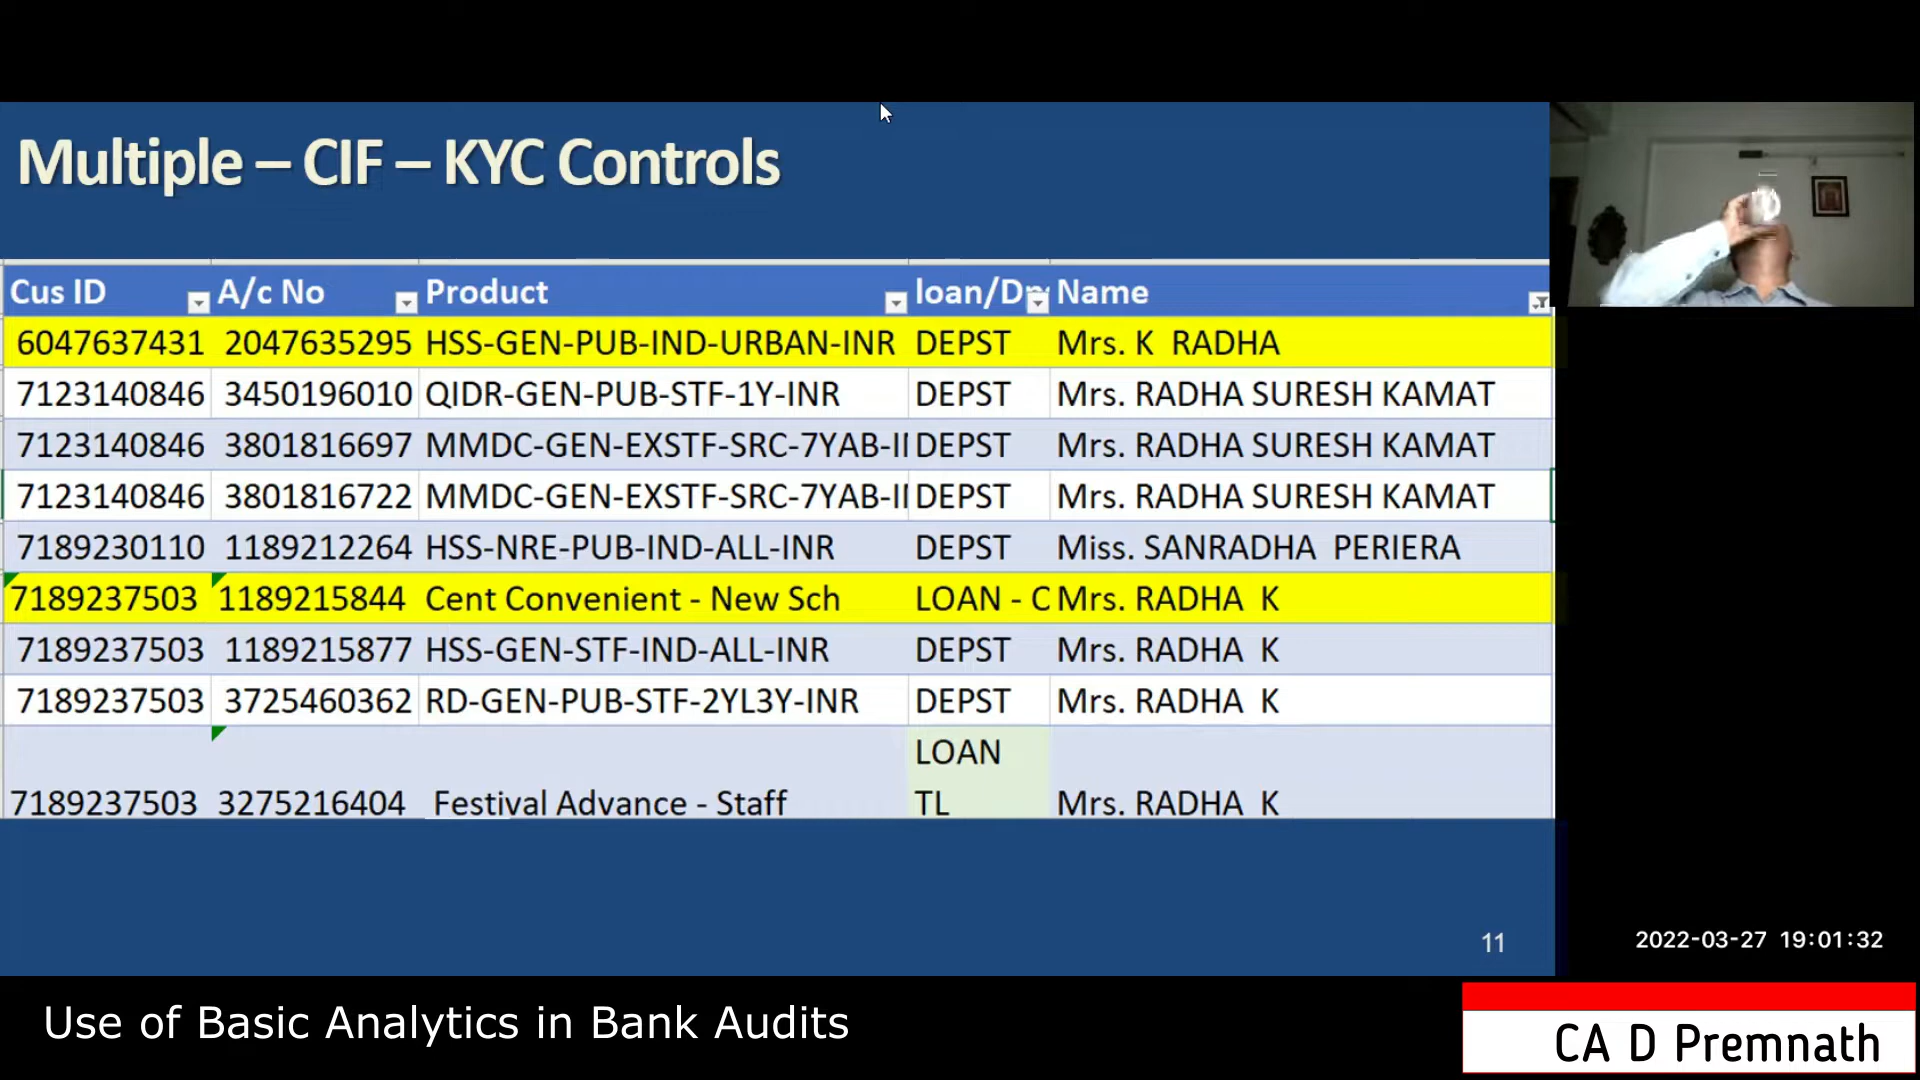 Multiple – CIF – KYC Controls
Cus ID A/c No Product loan/Dp Name
6047637431 2047635295 HSS-GEN-PUB-IND-URBAN-INR DEPST Mrs. K RADHA
7123140846 3450196010 QIDR-GEN-PUB-STF-1Y-INR DEPST Mrs. RADHA SURESH KAMAT
7123140846 3801816697 MMDC-GEN-EXSTF-SRC-7YAB-II DEPST Mrs. RADHA SURESH KAMAT
7123140846 3801816722 MMDC-GEN-EXSTF-SRC-7YAB-II DEPST Mrs. RADHA SURESH KAMAT
7189230110 1189212264 HSS-NRE-PUB-IND-ALL-INR DEPST Miss. SANRADHA PERIERA
7189237503 1189215844 Cent Convenient - New Sch LOAN - C Mrs. RADHA K
7189237503 1189215877 HSS-GEN-STF-IND-ALL-INR DEPST Mrs. RADHA K
7189237503 3725460362 RD-GEN-PUB-STF-2YL3Y-INR DEPST Mrs. RADHA K
LOAN
7189237503 3275216404 Festival Advance - Staff TL Mrs. RADHA K
11
2022-03-27 19:01:32
Use of Basic Analytics in Bank Audits
CA D Premnath